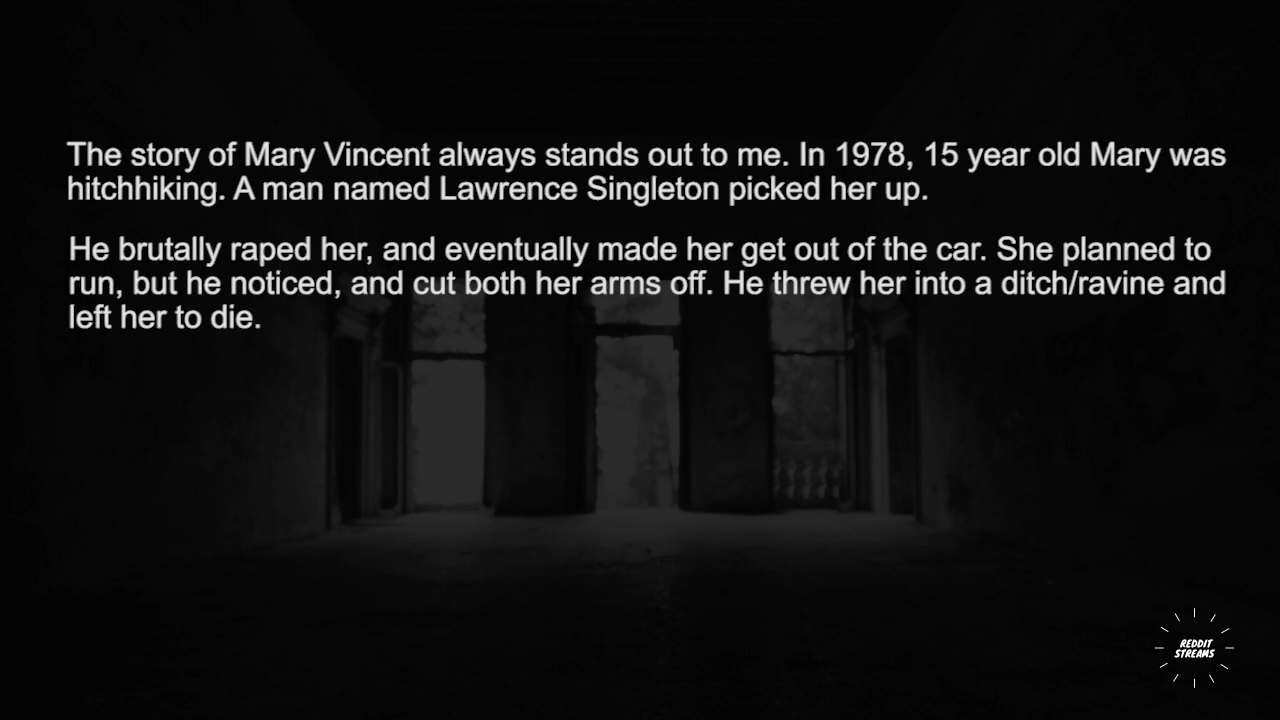 The story of Mary Vincent always stands out to me. In 1978, 15 year old Mary was
hitchhiking. A man named Lawrence Singleton picked her up.
He brutally raped her, and eventually made her get out of the car. She planned to
run, but he noticed, and cut both her arms off. He threw her into a ditch/ravine and
left her to die.
REDDIT
STREAMS